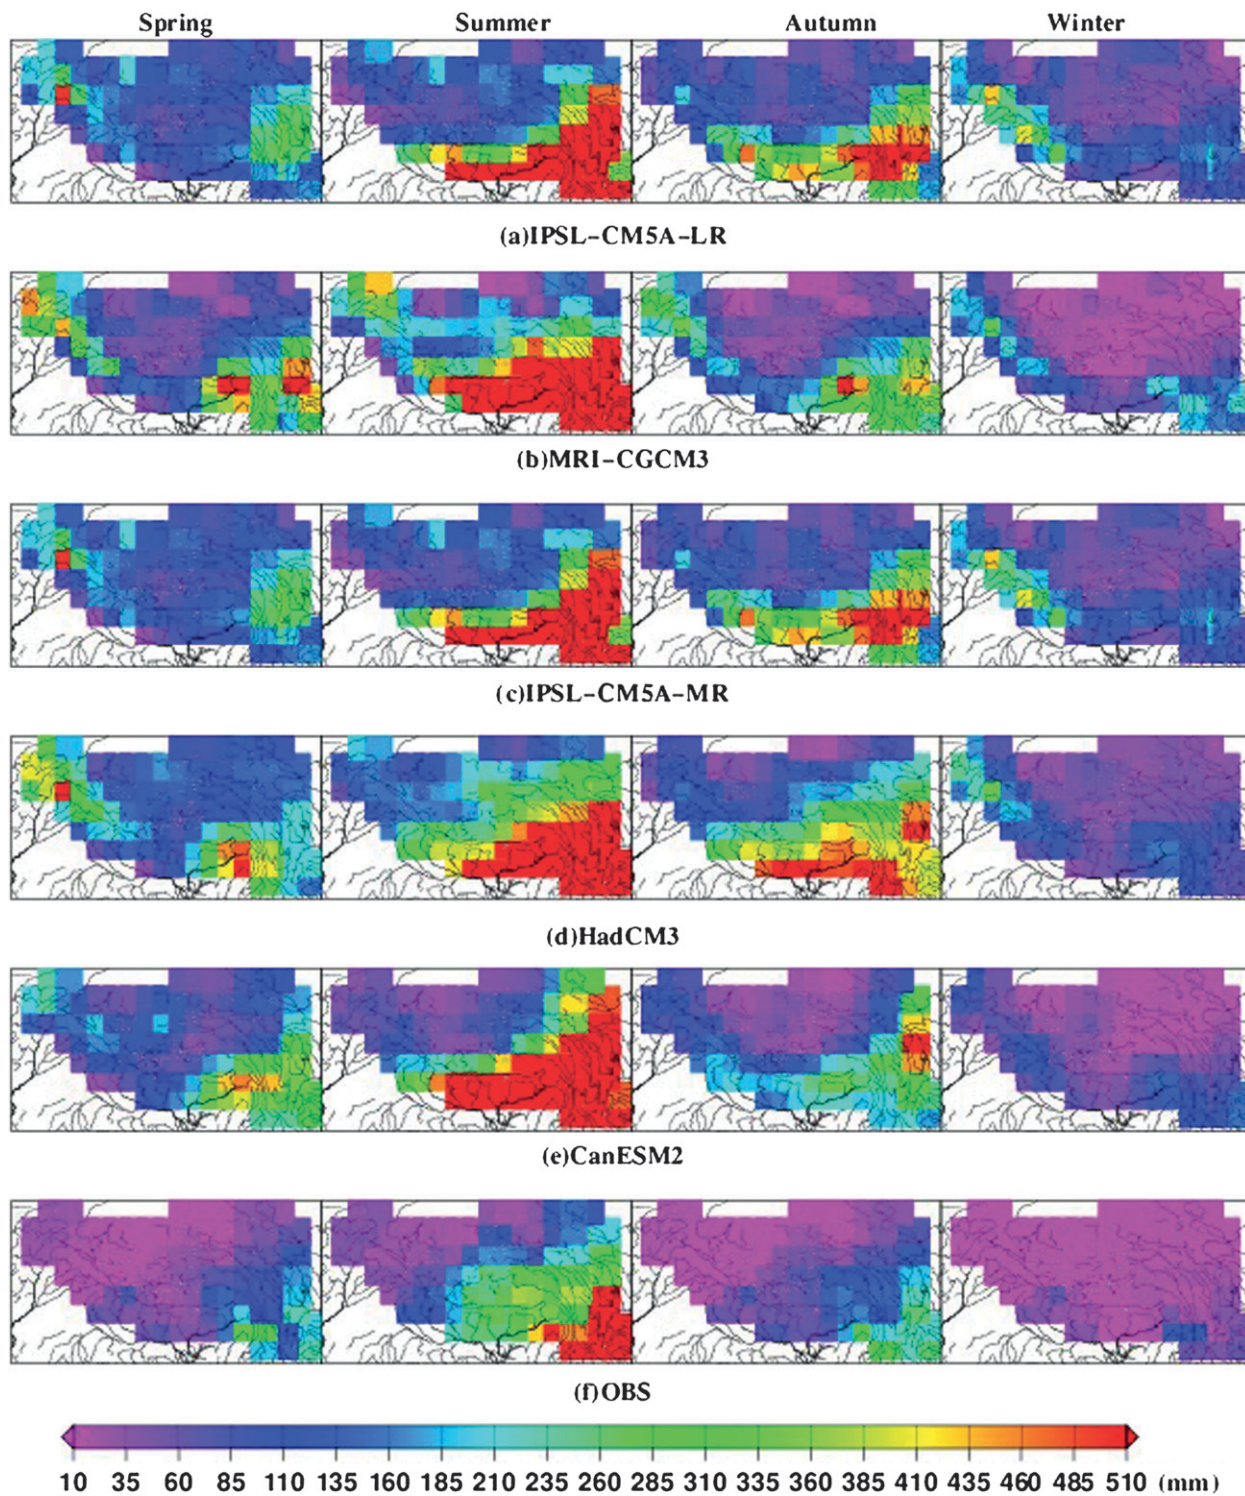 Spring Summer Autumn Winter
(a)IPSL-CM5A-LR
(b)MRI-CGCM3
(c)IPSL-CM5A-MR
(d)HadCM3
(e)CanESM2
(f)OBS
10 35 60 85 110 135 160 185 210 235 260 285 310 335 360 385 410 435 460 485 510 (mm)